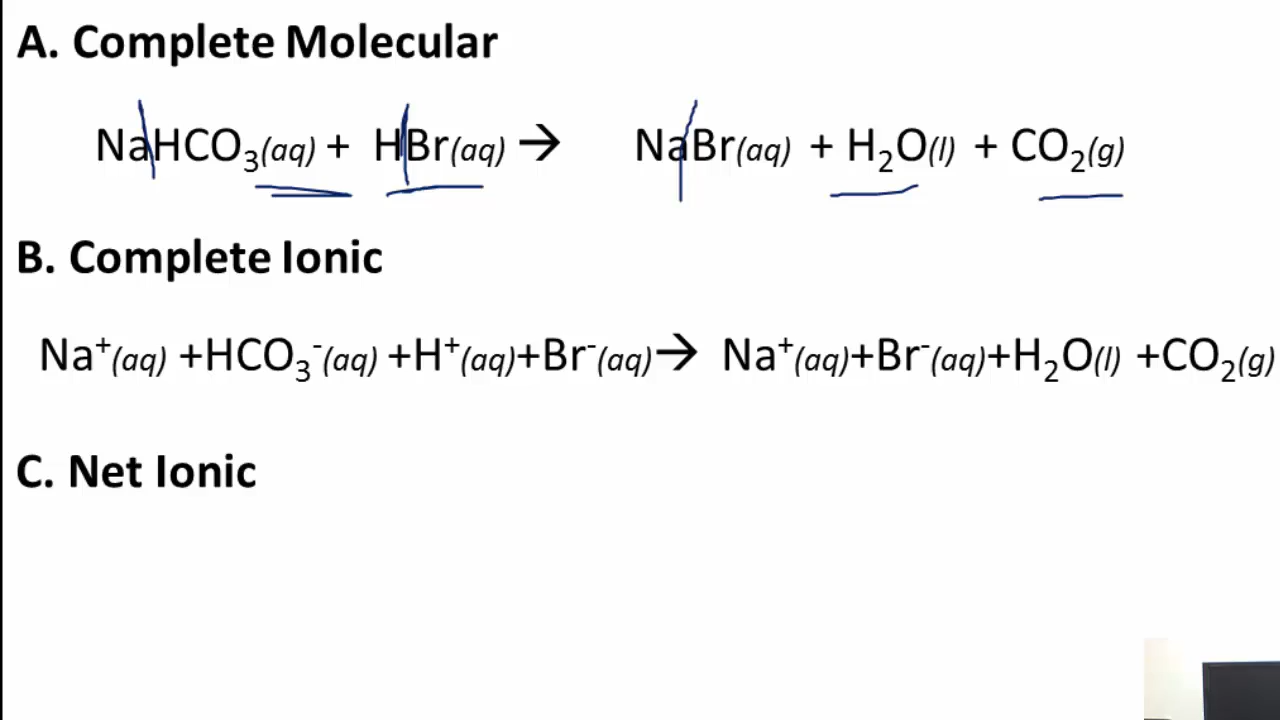 A. Complete Molecular
NaHCO₃(aq) + HBr(aq) → NaBr(aq) + H₂O(l) + CO₂(g)
B. Complete Ionic
Na⁺(aq) +HCO₃⁻(aq) +H⁺(aq)+Br⁻(aq)→ Na⁺(aq)+Br⁻(aq)+H₂O(l) +CO₂(g)
C. Net Ionic